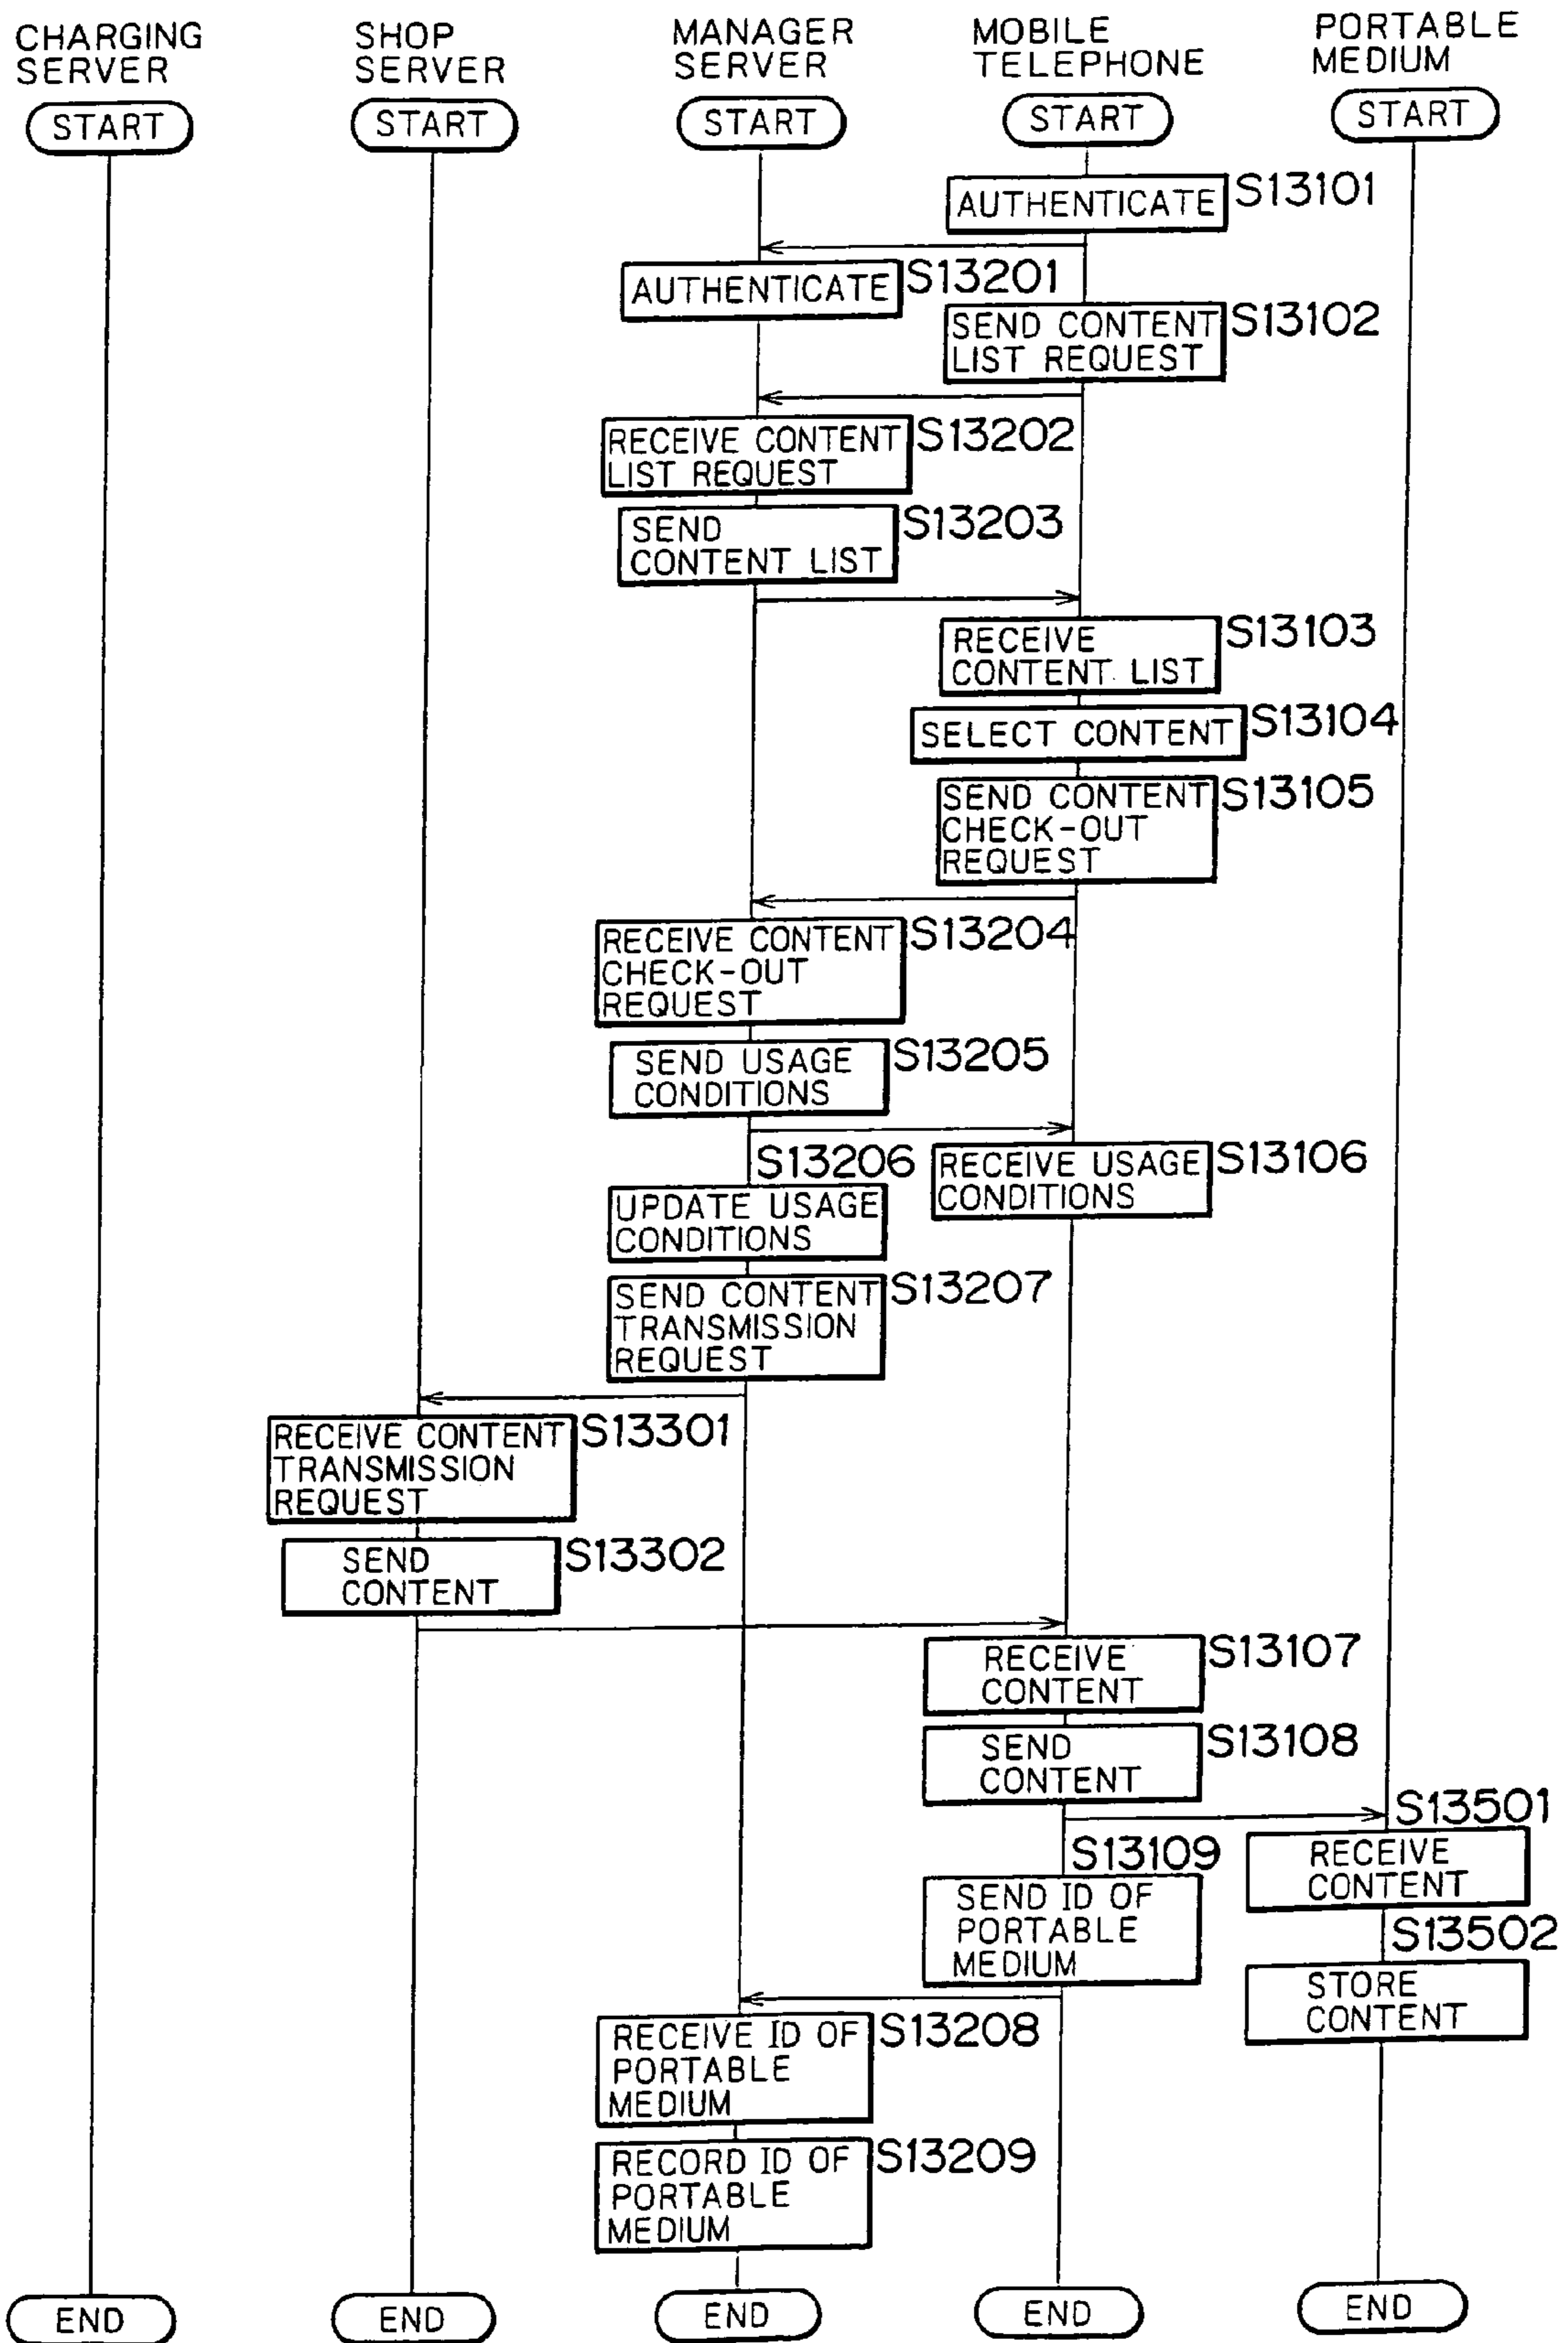 CHARGING
SERVER
SHOP
SERVER
MANAGER
SERVER
MOBILE
TELEPHONE
PORTABLE
MEDIUM
START
START
START
START
START
AUTHENTICATE
S13101
AUTHENTICATE
S13201
SEND CONTENT
LIST REQUEST
S13102
RECEIVE CONTENT
LIST REQUEST
S13202
SEND
CONTENT LIST
S13203
RECEIVE
CONTENT LIST
S13103
SELECT CONTENT
S13104
SEND CONTENT
CHECK-OUT
REQUEST
S13105
RECEIVE CONTENT
CHECK-OUT
REQUEST
S13204
SEND USAGE
CONDITIONS
S13205
S13206
UPDATE USAGE
CONDITIONS
RECEIVE USAGE
CONDITIONS
S13106
SEND CONTENT
TRANSMISSION
REQUEST
S13207
RECEIVE CONTENT
TRANSMISSION
REQUEST
S13301
SEND
CONTENT
S13302
RECEIVE
CONTENT
S13107
SEND
CONTENT
S13108
S13501
RECEIVE
CONTENT
S13109
SEND ID OF
PORTABLE
MEDIUM
S13502
STORE
CONTENT
RECEIVE ID OF
PORTABLE
MEDIUM
S13208
RECORD ID OF
PORTABLE
MEDIUM
S13209
END
END
END
END
END